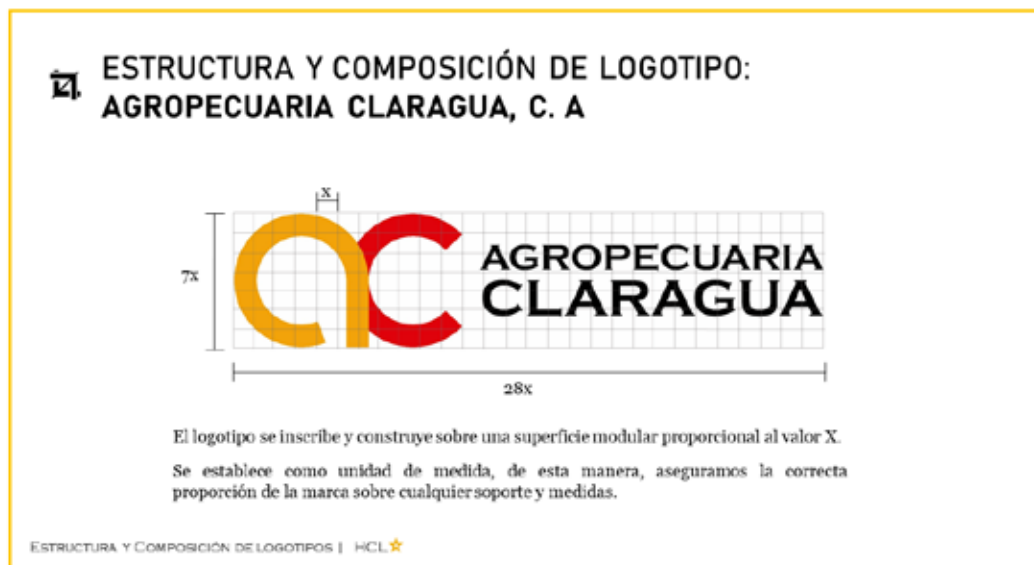 ESTRUCTURA Y COMPOSICIÓN DE LOGOTIPO:
AGROPECUARIA CLARAGUA, C. A
x
7x
ac
AGROPECUARIA
CLARAGUA
28x
El logotipo se inscribe y construye sobre una superficie modular proporcional al valor X.
Se establece como unidad de medida, de esta manera, aseguramos la correcta
proporción de la marca sobre cualquier soporte y medidas.
ESTRUCTURA Y COMPOSICIÓN DE LOGOTIPOS | HCL